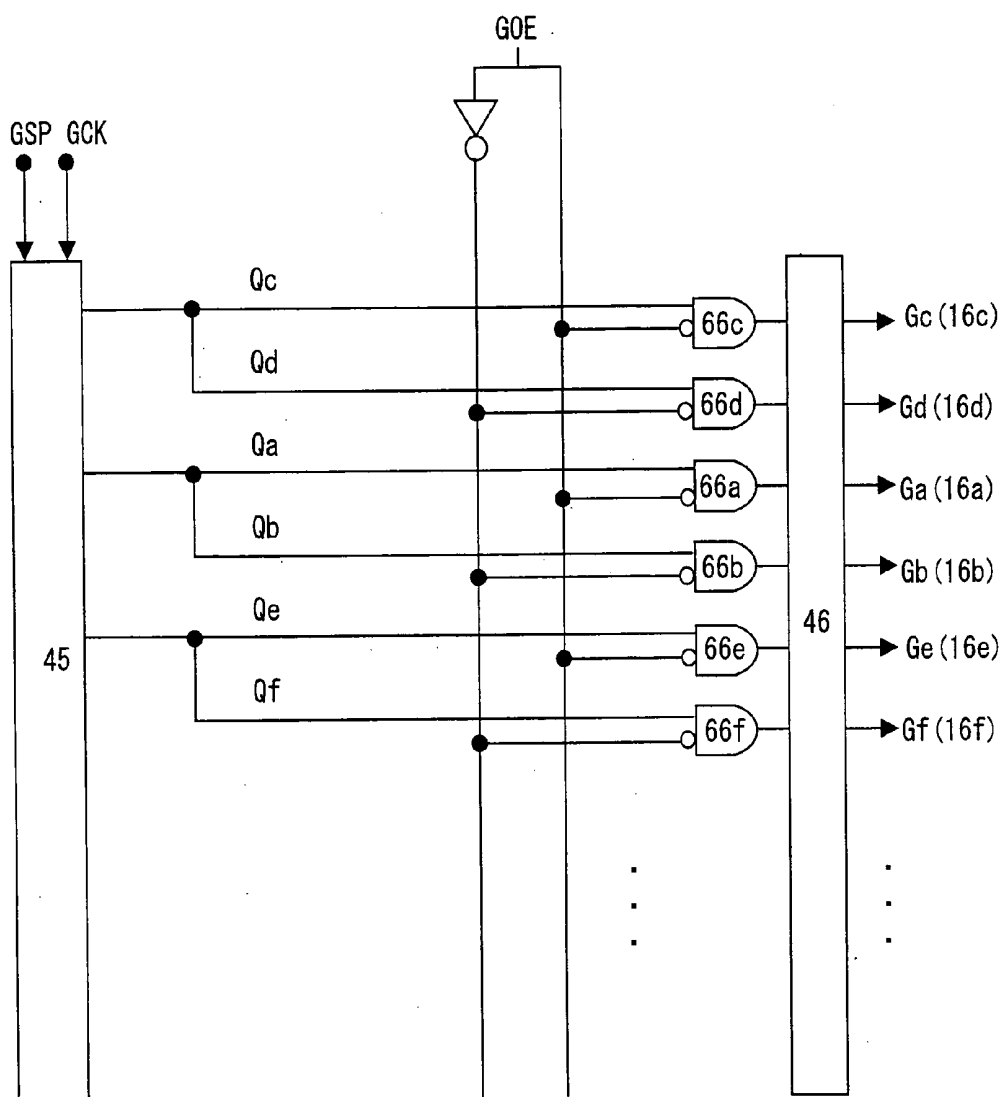 GOE
GSP GCK
Qc
66c
Gc(16c)
Qd
66d
Gd(16d)
Qa
66a
Ga(16a)
Qb
66b
Gb(16b)
Qe
66e
46
Ge(16e)
45
Qf
66f
Gf(16f)